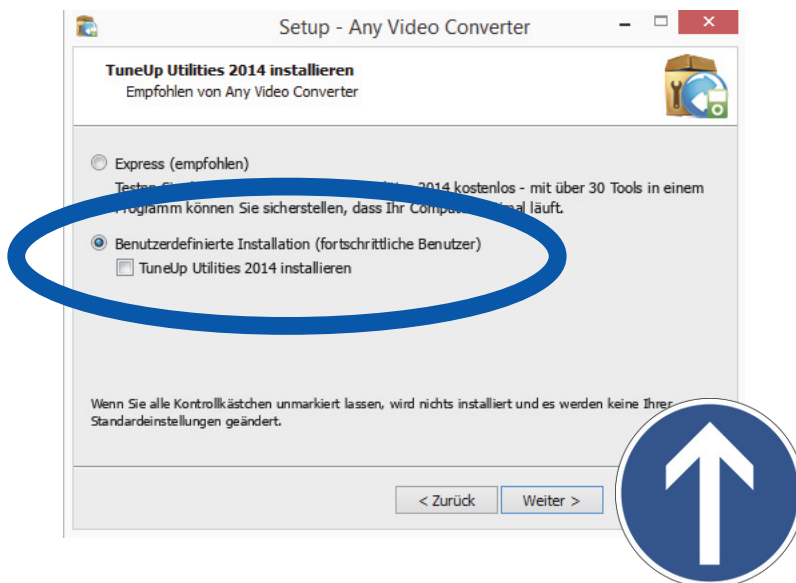 Setup - Any Video Converter
TuneUp Utilities 2014 installieren
Empfohlen von Any Video Converter
Express (empfohlen)
2014 kostenlos - mit über 30 Tools in einem
Programm können Sie sicherstellen, dass Ihr läuft.
Benutzerdefinierte Installation (fortschrittliche Benutzer)
TuneUp Utilities 2014 installieren
Wenn Sie alle Kontrollkästchen unmarkiert lassen, wird nichts installiert und es werden keine Ihrer
Standardeinstellungen geändert.
< Zurück Weiter >